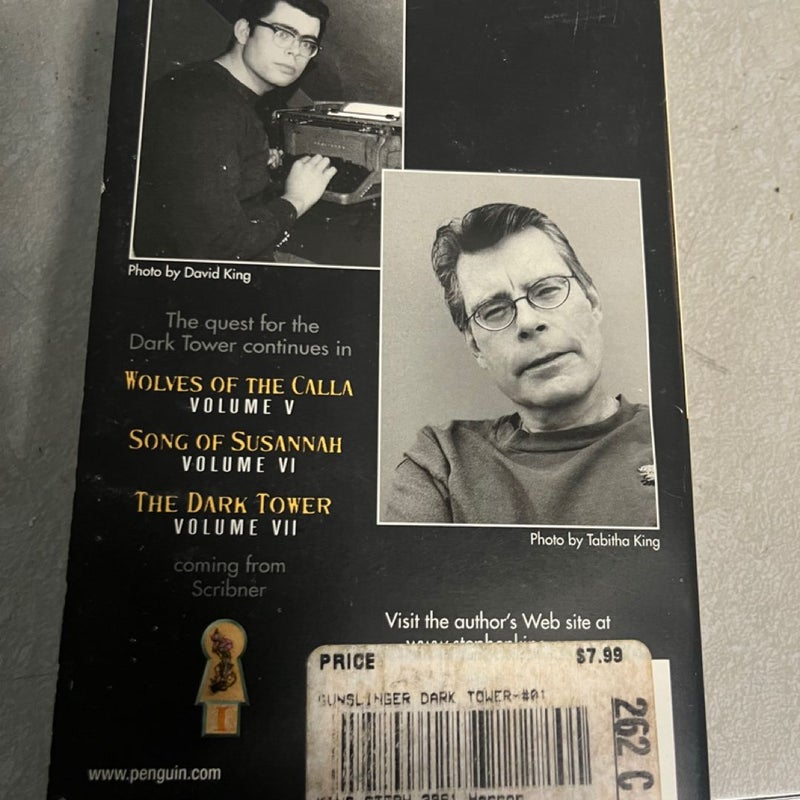 Photo by David King
The quest for the
Dark Tower continues in
WOLVES OF THE CALLA
VOLUME V
SONG OF SUSANNAH
VOLUME VI
THE DARK TOWER
VOLUME VII
coming from
Scribner
I
www.penguin.com
Photo by Tabitha King
Visit the author's Web site at
PRICE $7.99
GUNSLINGER DARK TOWER-#01
262 C